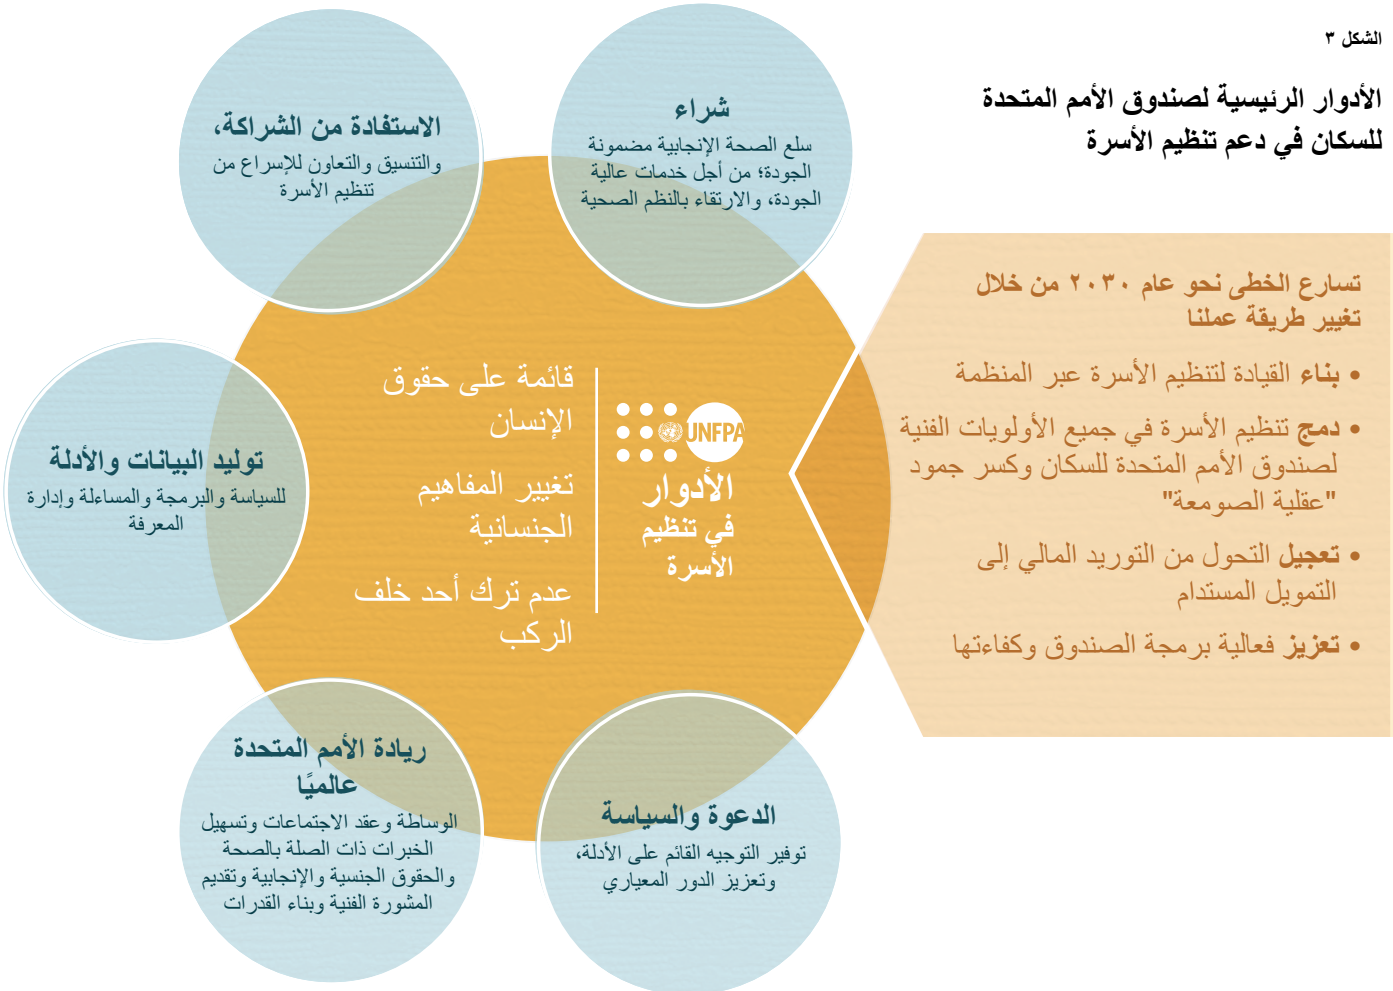 الشكل ٣
الأدوار الرئيسية لصندوق الأمم المتحدة
للسكان في دعم تنظيم الأسرة
تسارع الخطى نحو عام ٢٠٣٠ من خلال
تغيير طريقة عملنا
• بناء القيادة لتنظيم الأسرة عبر المنظمة
• دمج تنظيم الأسرة في جميع الأولويات الفنية
لصندوق الأمم المتحدة للسكان وكسر جمود
"عقلية الصومعة"
• تعجيل التحول من التوريد المالي إلى
التمويل المستدام
• تعزيز فعالية برمجة الصندوق وكفاءتها
شراء
سلع الصحة الإنجابية مضمونة
الجودة؛ من أجل خدمات عالية
الجودة، والارتقاء بالنظم الصحية
الاستفادة من الشراكة،
والتنسيق والتعاون للإسراع من
تنظيم الأسرة
UNFPA
الأدوار
في تنظيم
الأسرة
قائمة على حقوق
الإنسان
تغيير المفاهيم
الجنسانية
عدم ترك أحد خلف
الركب
توليد البيانات والأدلة
للسياسة والبرمجة والمساءلة وإدارة
المعرفة
ريادة الأمم المتحدة
عالميًا
الوساطة وعقد الاجتماعات وتسهيل
الخبرات ذات الصلة بالصحة
والحقوق الجنسية والإنجابية وتقديم
المشورة الفنية وبناء القدرات
الدعوة والسياسة
توفير التوجيه القائم على الأدلة،
وتعزيز الدور المعياري